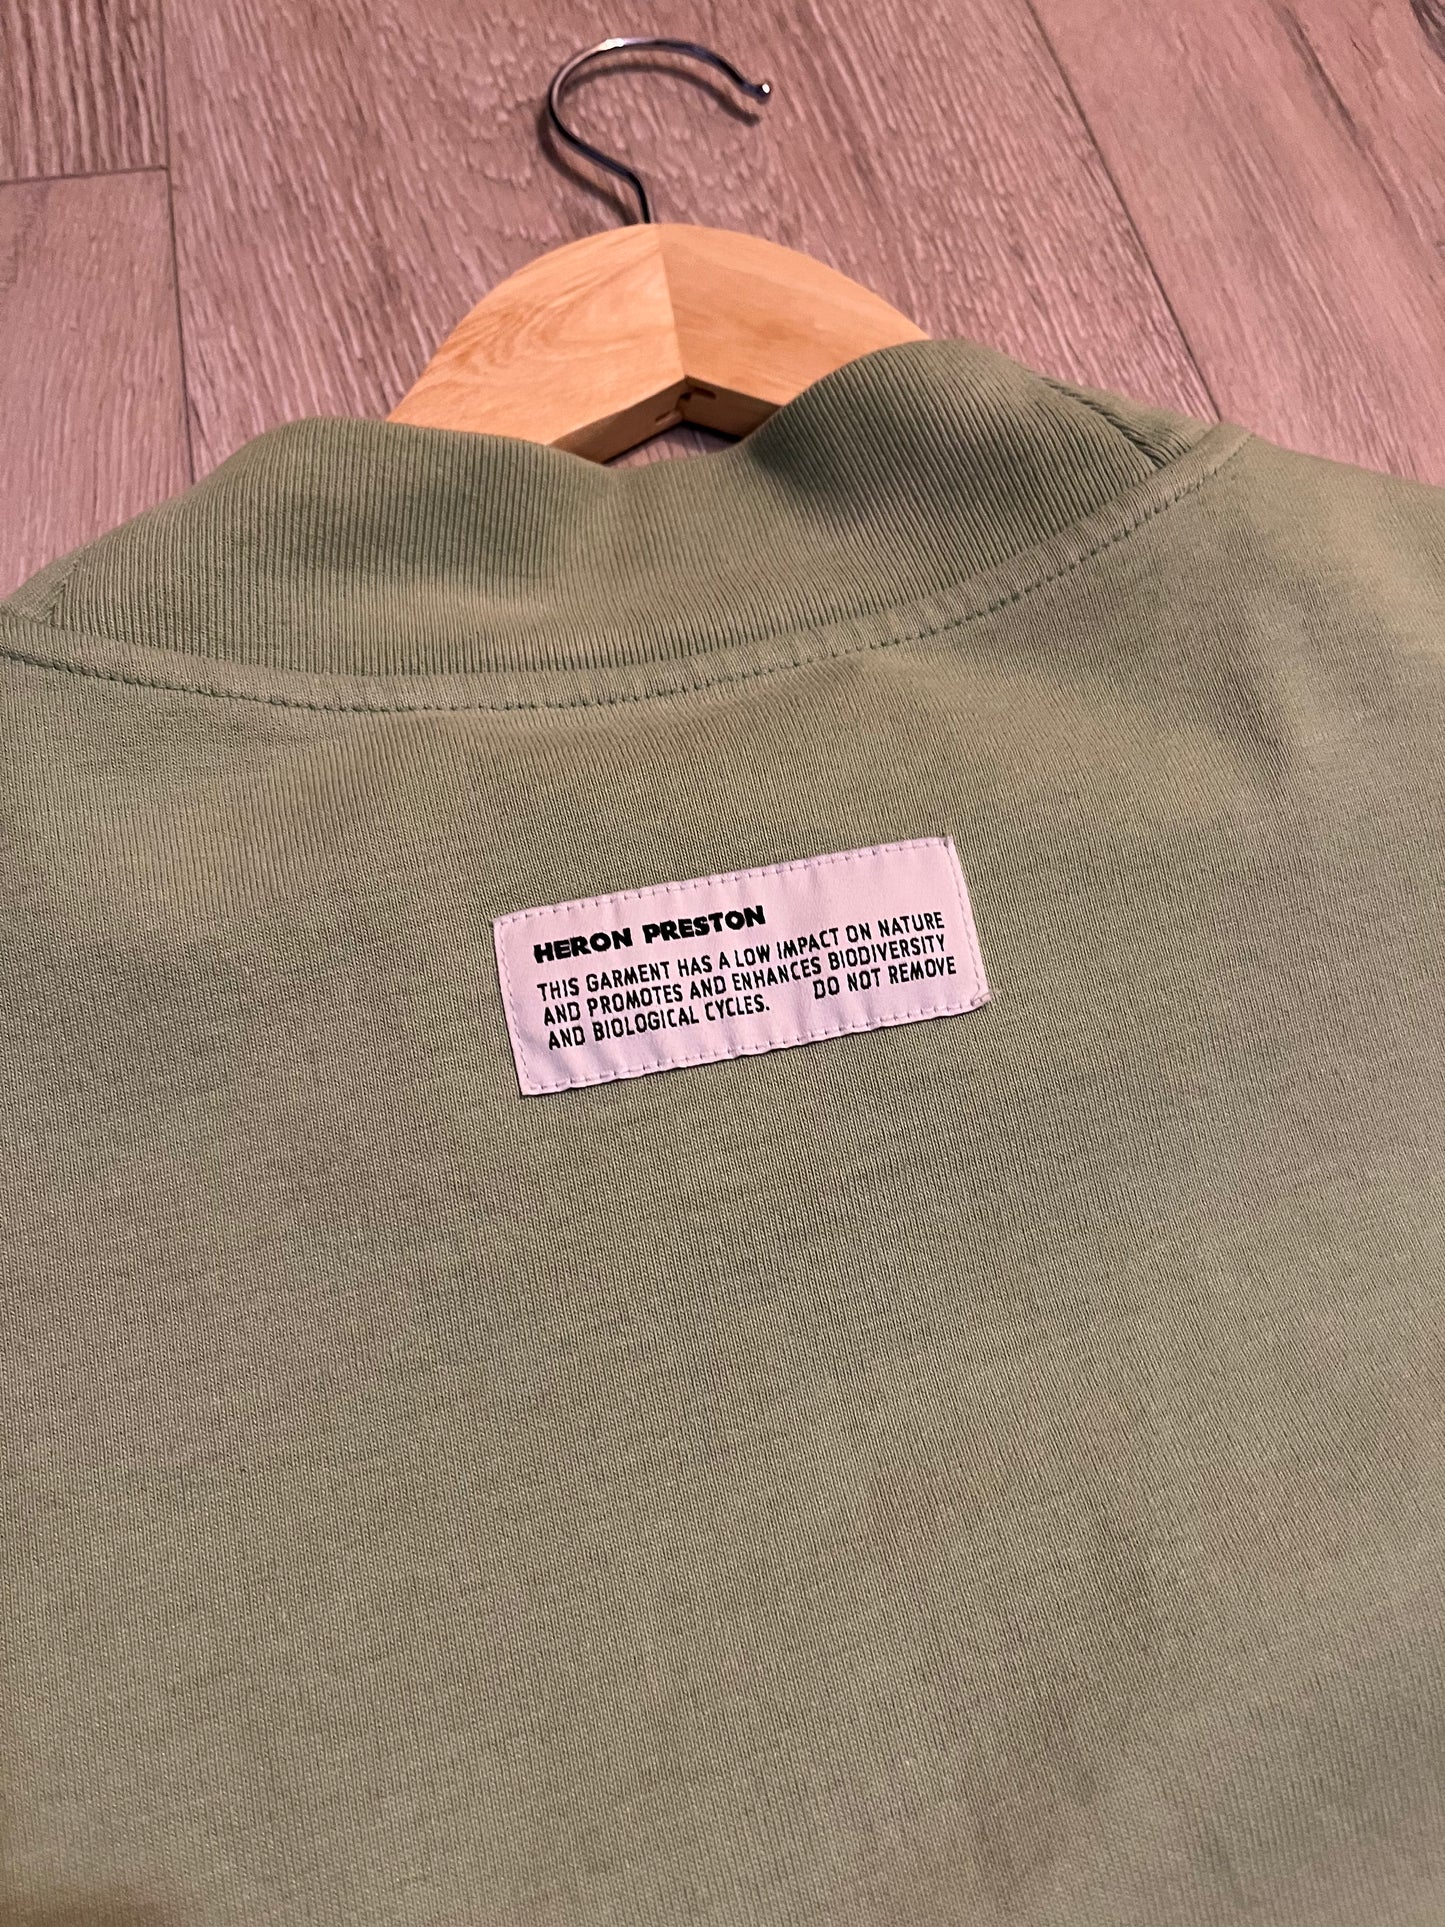 HERON PRESTON
THIS GARMENT HAS A LOW IMPACT ON NATURE
AND PROMOTES AND ENHANCES BIODIVERSITY
AND BIOLOGICAL CYCLES. DO NOT REMOVE